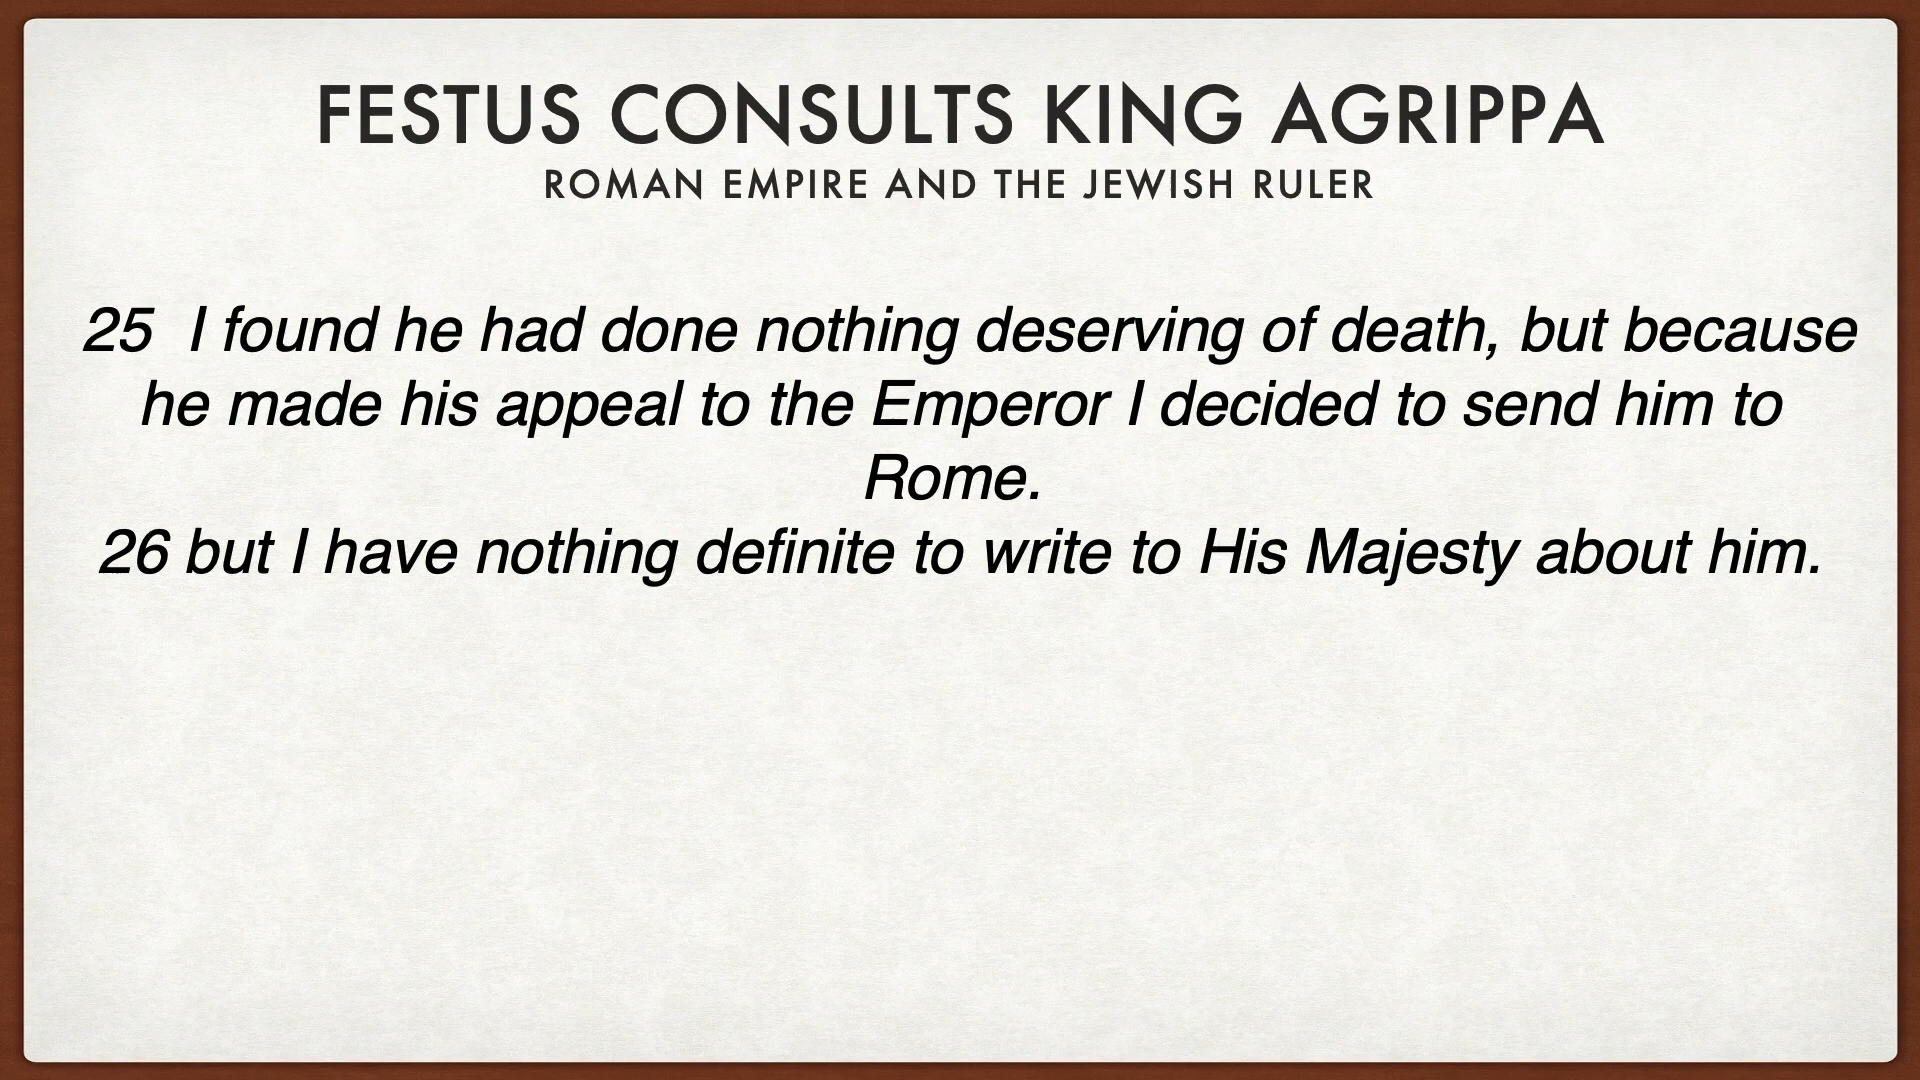 FESTUS CONSULTS KING AGRIPPA
ROMAN EMPIRE AND THE JEWISH RULER
25  I found he had done nothing deserving of death, but because
he made his appeal to the Emperor I decided to send him to
Rome.
26 but I have nothing definite to write to His Majesty about him.